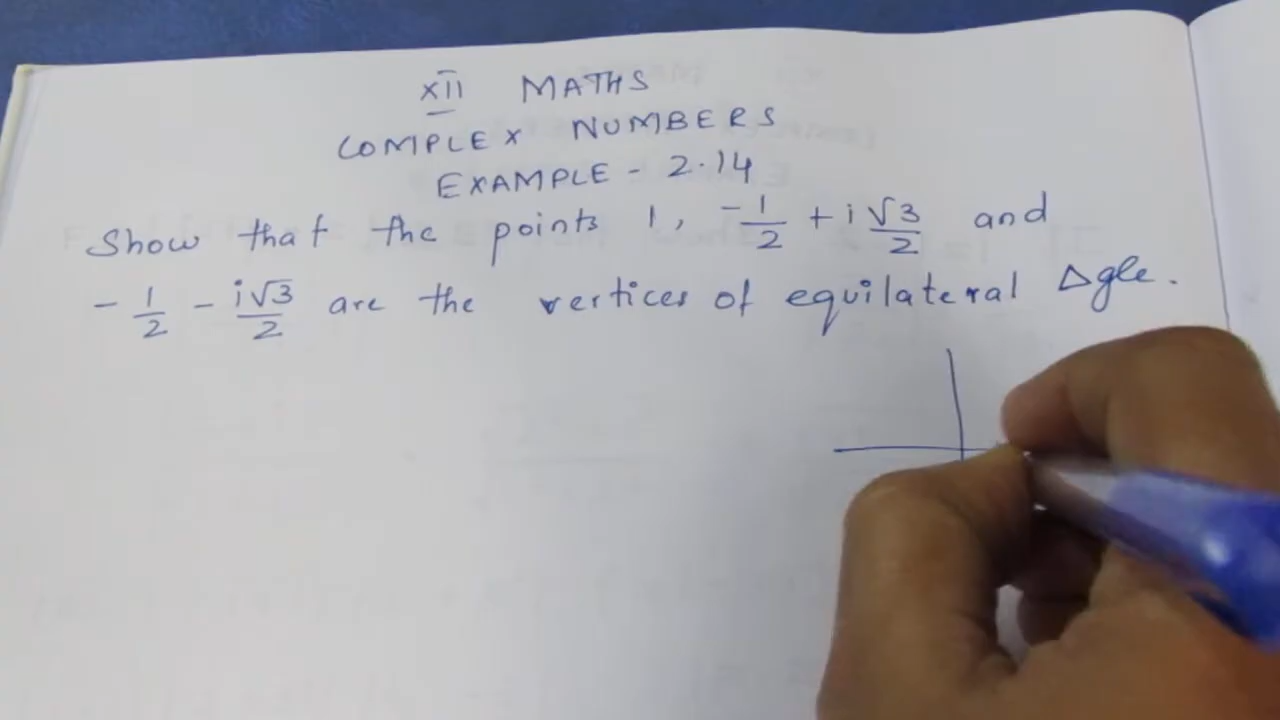 XII MATHS
COMPLEX NUMBERS
EXAMPLE - 2.14
Show that the points 1, -1/2 + i√3/2 and
-1/2 - i√3/2 are the vertices of equilateral Δgle.